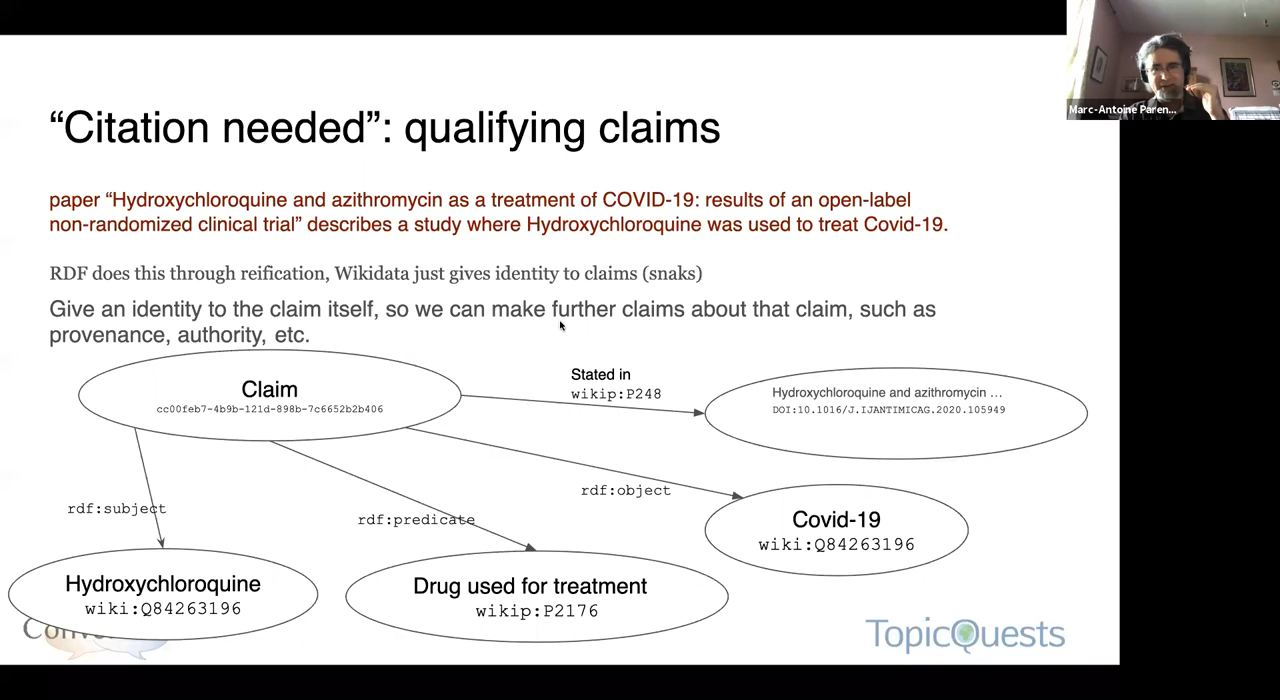 Marc-Antoine Paren...
“Citation needed”: qualifying claims
paper “Hydroxychloroquine and azithromycin as a treatment of COVID-19: results of an open-label
non-randomized clinical trial” describes a study where Hydroxychloroquine was used to treat Covid-19.
RDF does this through reification, Wikidata just gives identity to claims (snaks)
Give an identity to the claim itself, so we can make further claims about that claim, such as
provenance, authority, etc.
Claim
cc00feb7-4b9b-121d-898b-7c6652b2b406
Stated in
wikip:P248
Hydroxychloroquine and azithromycin ...
DOI:10.1016/J.IJANTIMICAG.2020.105949
rdf:subject
rdf:predicate
rdf:object
Covid-19
wiki:Q84263196
Hydroxychloroquine
wiki:Q84263196
Drug used for treatment
wikip:P2176
TopicQuests